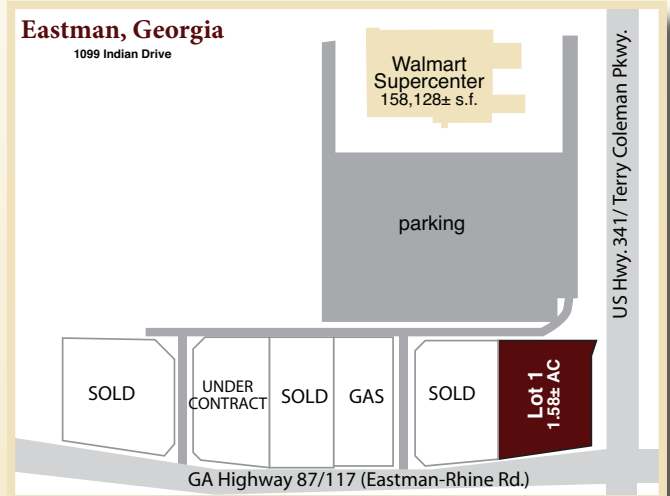 Eastman, Georgia
1099 Indian Drive
Walmart
Supercenter
158,128± s.f.
parking
US Hwy. 341/ Terry Coleman Pkwy.
SOLD
UNDER
CONTRACT
SOLD
GAS
SOLD
Lot 1
1.58± AC
GA Highway 87/117 (Eastman-Rhine Rd.)